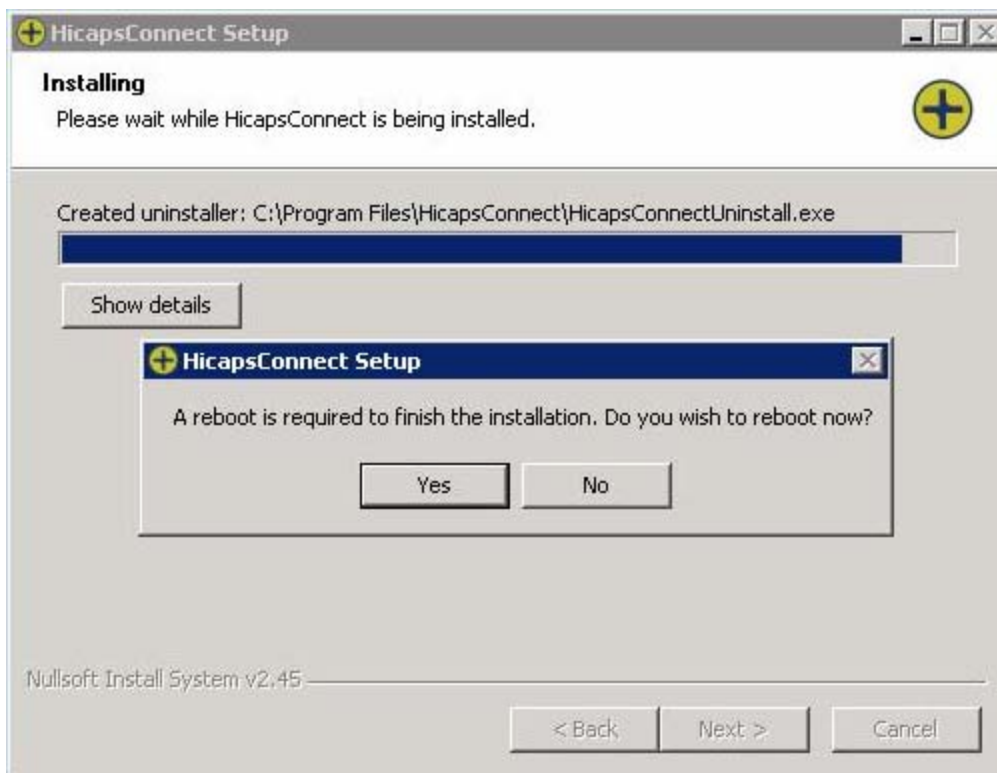 HicapsConnect Setup
Installing
Please wait while HicapsConnect is being installed.
Created uninstaller: C:\Program Files\HicapsConnect\HicapsConnectUninstall.exe
Show details
HicapsConnect Setup
A reboot is required to finish the installation. Do you wish to reboot now?
Yes No
Nullsoft Install System v2.45
< Back Next > Cancel